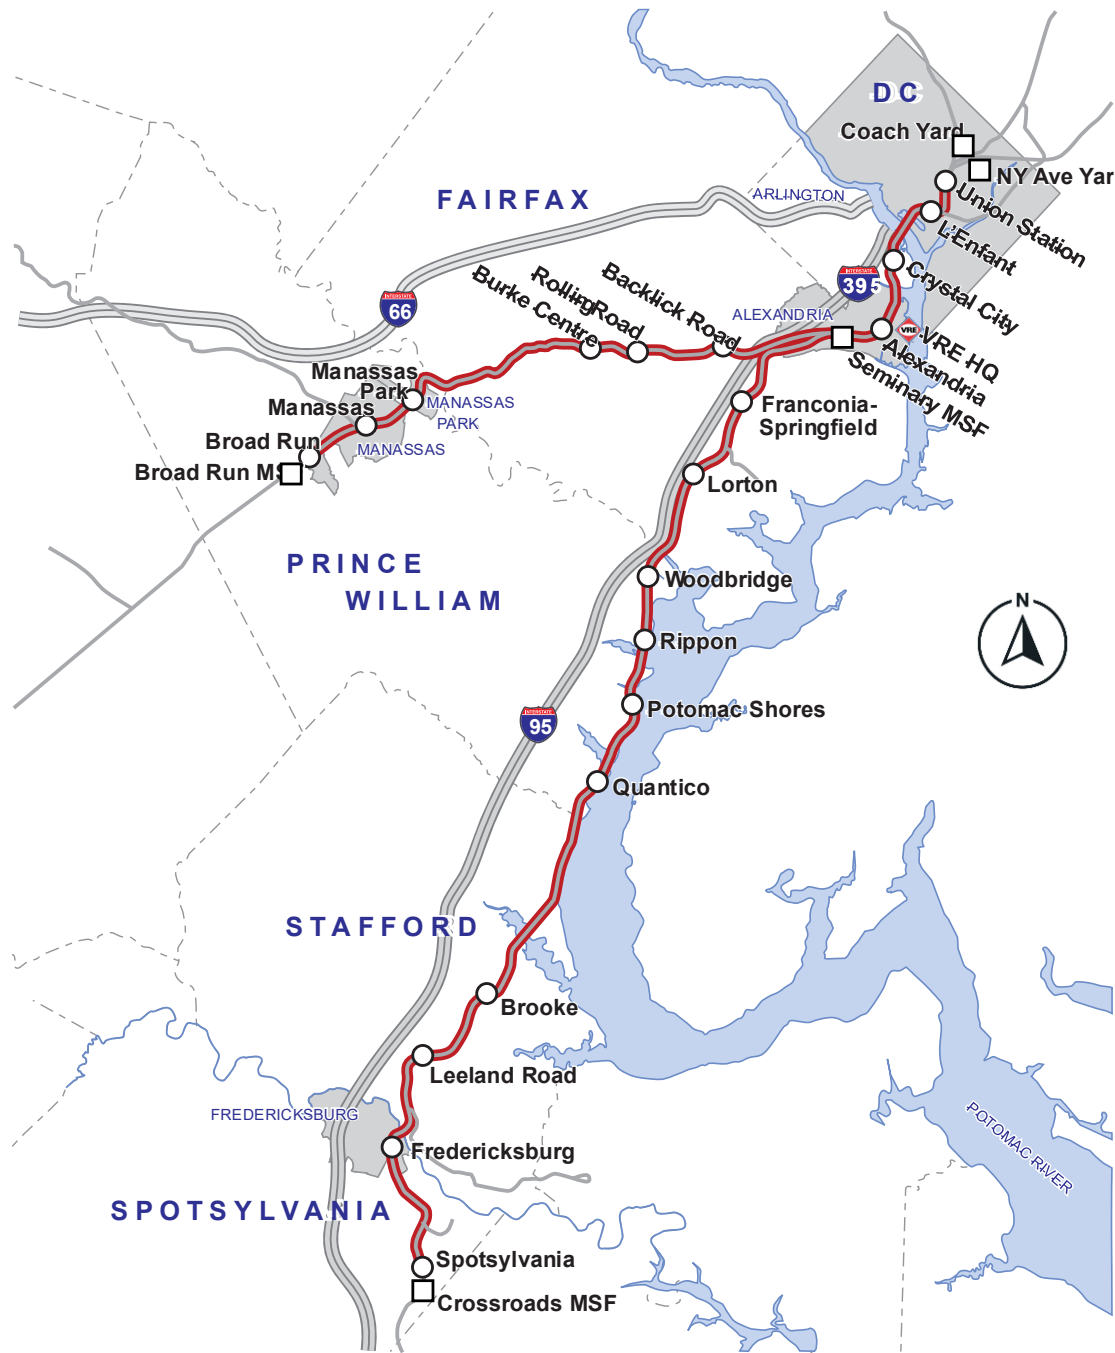 DC
Coach Yard
NY Ave Yar
Union Station
L'Enfant
ARLINGTON
FAIRFAX
Crystal City
INTERSTATE
395
INTERSTATE
66
Backlick Road
Rolling Road
Burke Centre
ALEXANDRIA
VRE
VRE HQ
Alexandria
Seminary MSF
Manassas
Park
MANASSAS
PARK
Manassas
MANASSAS
Broad Run
Broad Run MS
Franconia-
Springfield
Lorton
PRINCE
WILLIAM
Woodbridge
N
Rippon
Potomac Shores
INTERSTATE
95
Quantico
STAFFORD
Brooke
Leeland Road
FREDERICKSBURG
POTOMAC RIVER
Fredericksburg
SPOTSYLVANIA
Spotsylvania
Crossroads MSF